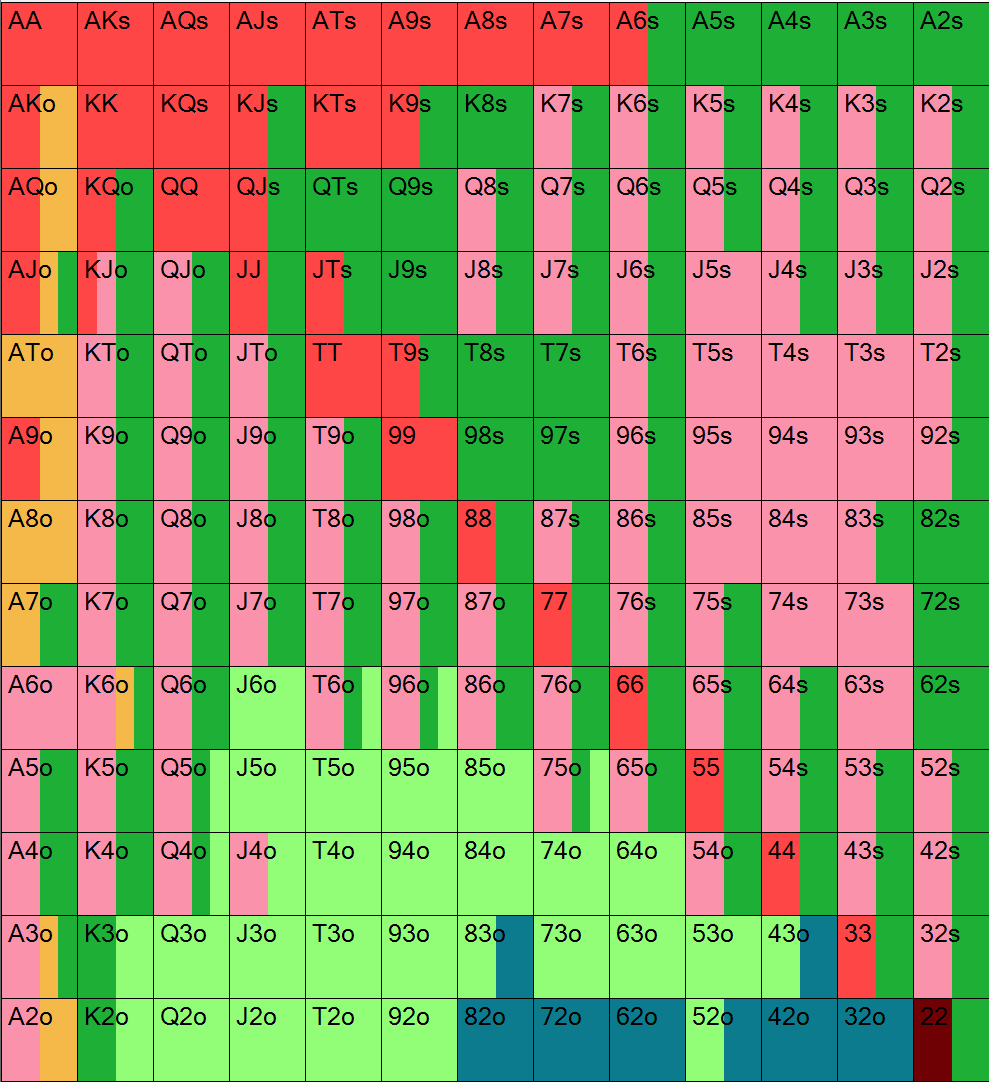 AA AKs AQs AJs ATs A9s A8s A7s A6s A5s A4s A3s A2s
AKo KK KQs KJs KTs K9s K8s K7s K6s K5s K4s K3s K2s
AQo KQo QQ QJs QTs Q9s Q8s Q7s Q6s Q5s Q4s Q3s Q2s
AJo KJo QJo JJ JTs J9s J8s J7s J6s J5s J4s J3s J2s
ATo KTo QTo JTo TT T9s T8s T7s T6s T5s T4s T3s T2s
A9o K9o Q9o J9o T9o 99 98s 97s 96s 95s 94s 93s 92s
A8o K8o Q8o J8o T8o 98o 88 87s 86s 85s 84s 83s 82s
A7o K7o Q7o J7o T7o 97o 87o 77 76s 75s 74s 73s 72s
A6o K6o Q6o J6o T6o 96o 86o 76o 66 65s 64s 63s 62s
A5o K5o Q5o J5o T5o 95o 85o 75o 65o 55 54s 53s 52s
A4o K4o Q4o J4o T4o 94o 84o 74o 64o 54o 44 43s 42s
A3o K3o Q3o J3o T3o 93o 83o 73o 63o 53o 43o 33 32s
A2o K2o Q2o J2o T2o 92o 82o 72o 62o 52o 42o 32o 22